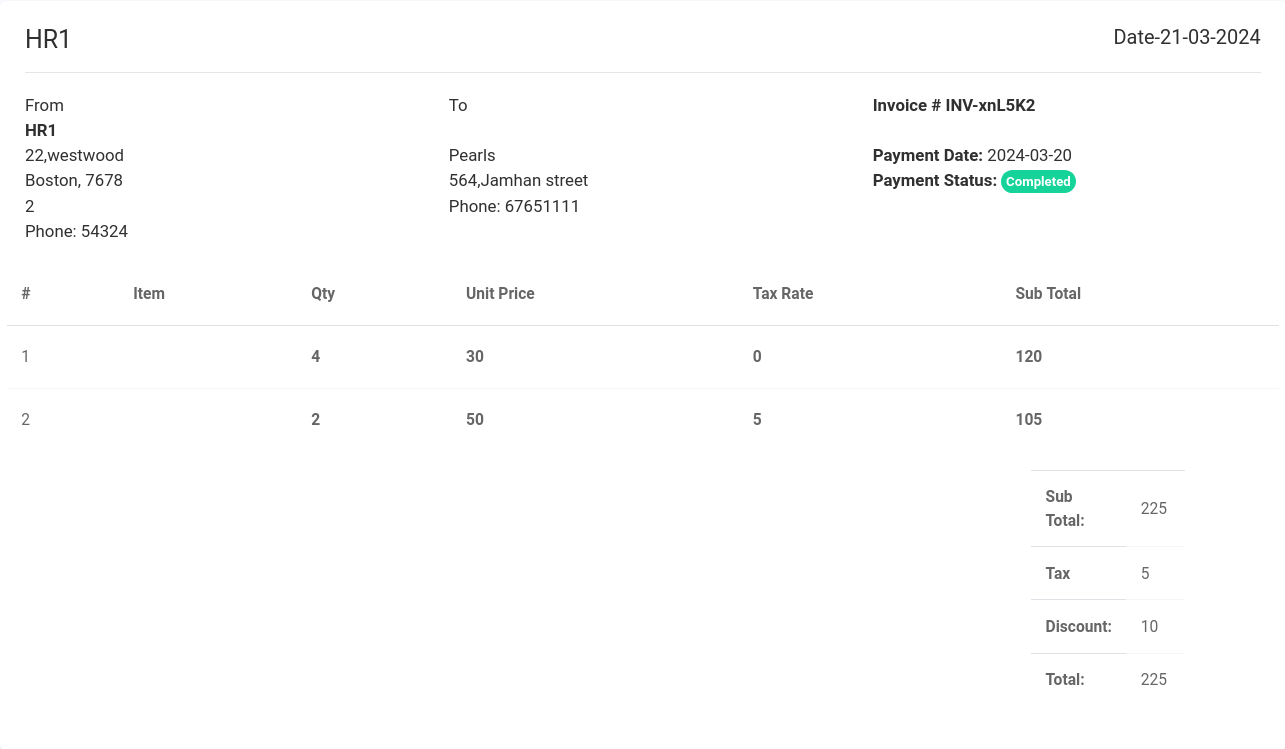 HR1
Date-21-03-2024
From
HR1
22,westwood
Boston, 7678
2
Phone: 54324
To
Pearls
564,Jamhan street
Phone: 67651111
Invoice # INV-xnL5K2
Payment Date: 2024-03-20
Payment Status: Completed
# Item Qty Unit Price Tax Rate Sub Total
1 4 30 0 120
2 2 50 5 105
Sub
Total: 225
Tax 5
Discount: 10
Total: 225